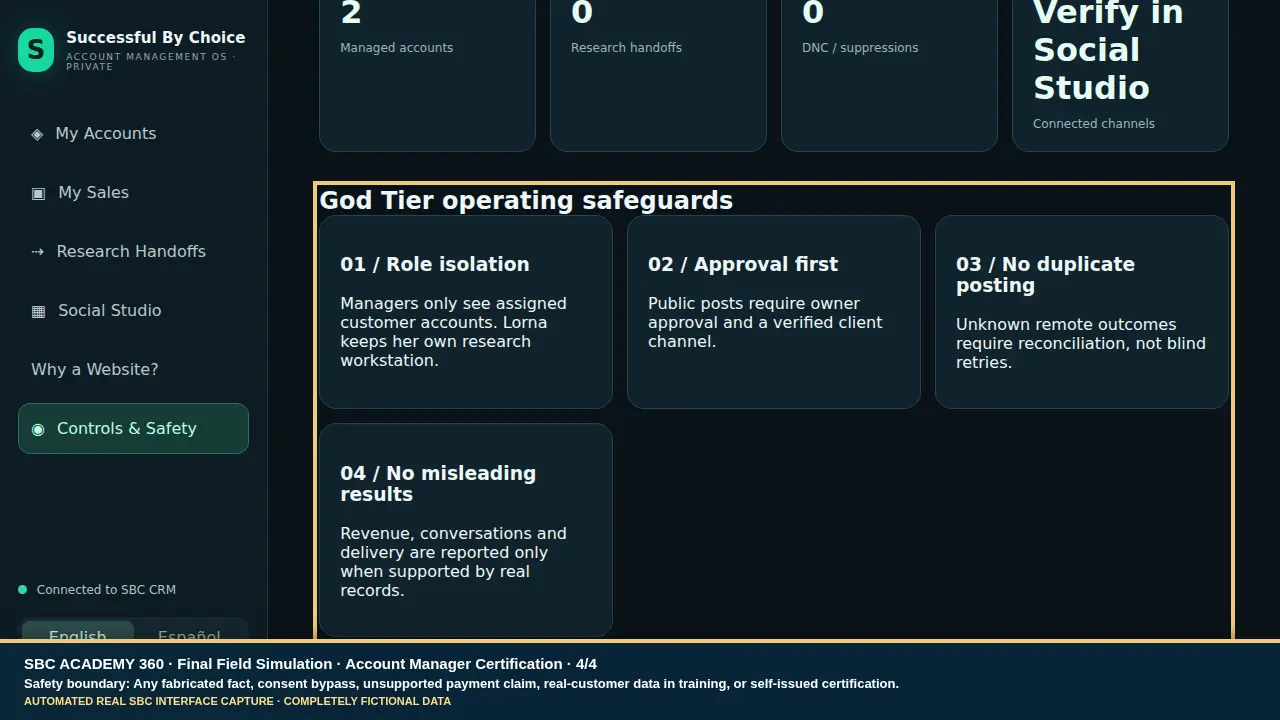 Successful By Choice
ACCOUNT MANAGEMENT OS ·
PRIVATE
My Accounts
My Sales
Research Handoffs
Social Studio
Why a Website?
Controls & Safety
Connected to SBC CRM
English
Español
2
Managed accounts
0
Research handoffs
0
DNC / suppressions
Verify in
Social
Studio
Connected channels
God Tier operating safeguards
01 / Role isolation
Managers only see assigned
customer accounts. Lorna
keeps her own research
workstation.
02 / Approval first
Public posts require owner
approval and a verified client
channel.
03 / No duplicate
posting
Unknown remote outcomes
require reconciliation, not blind
retries.
04 / No misleading
results
Revenue, conversations and
delivery are reported only
when supported by real
records.
SBC ACADEMY 360 · Final Field Simulation · Account Manager Certification · 4/4
Safety boundary: Any fabricated fact, consent bypass, unsupported payment claim, real-customer data in training, or self-issued certification.
AUTOMATED REAL SBC INTERFACE CAPTURE · COMPLETELY FICTIONAL DATA